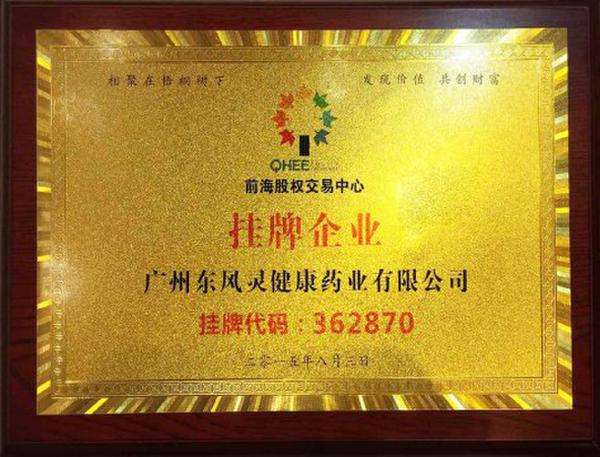 相聚在梧桐树下
发现价值 共创财富
QHEE
前海股权交易中心
挂牌企业
广州东风灵健康药业有限公司
挂牌代码：362870
二零一五年八月三日